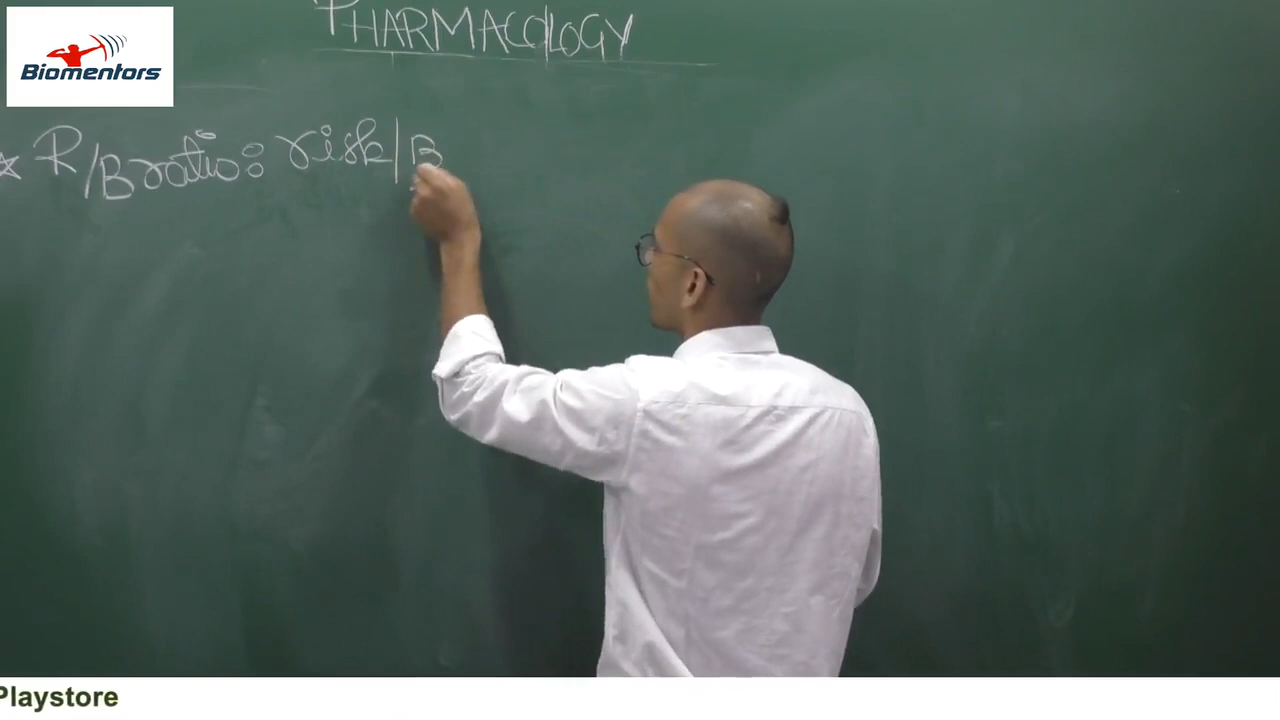 PHARMACOLOGY
Biomentors
☆ R/B ratio: risk/B
Playstore